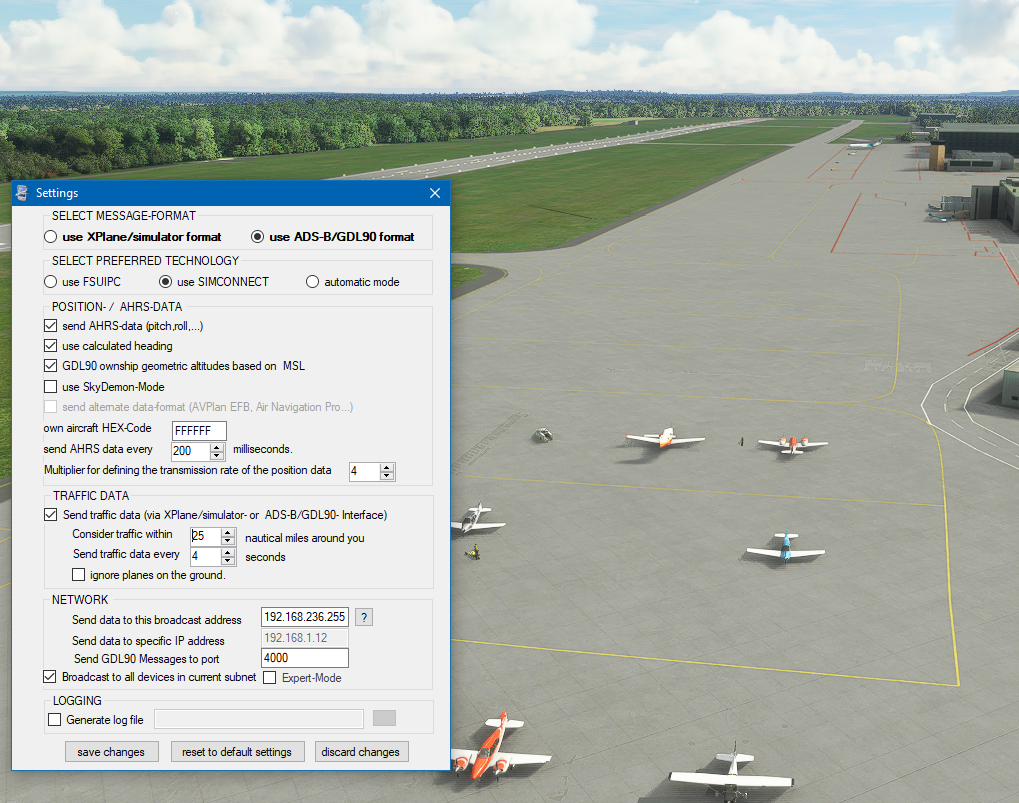 Settings
SELECT MESSAGE-FORMAT
use XPlane/simulator format use ADS-B/GDL90 format
SELECT PREFERRED TECHNOLOGY
use FSUIPC use SIMCONNECT automatic mode
POSITION- / AHRS-DATA
send AHRS-data (pitch,roll,...)
use calculated heading
GDL90 ownship geometric altitudes based on MSL
use SkyDemon-Mode
send alternate data-format (AVPlan EFB, Air Navigation Pro...)
own aircraft HEX-Code FFFFFF
send AHRS data every 200 milliseconds.
Multiplier for defining the transmission rate of the position data 4
TRAFFIC DATA
Send traffic data (via XPlane/simulator- or ADS-B/GDL90- Interface)
Consider traffic within 25 nautical miles around you
Send traffic data every 4 seconds
ignore planes on the ground.
NETWORK
Send data to this broadcast address 192.168.236.255 ?
Send data to specific IP address 192.168.1.12
Send GDL90 Messages to port 4000
Broadcast to all devices in current subnet Expert-Mode
LOGGING
Generate log file
save changes reset to default settings discard changes